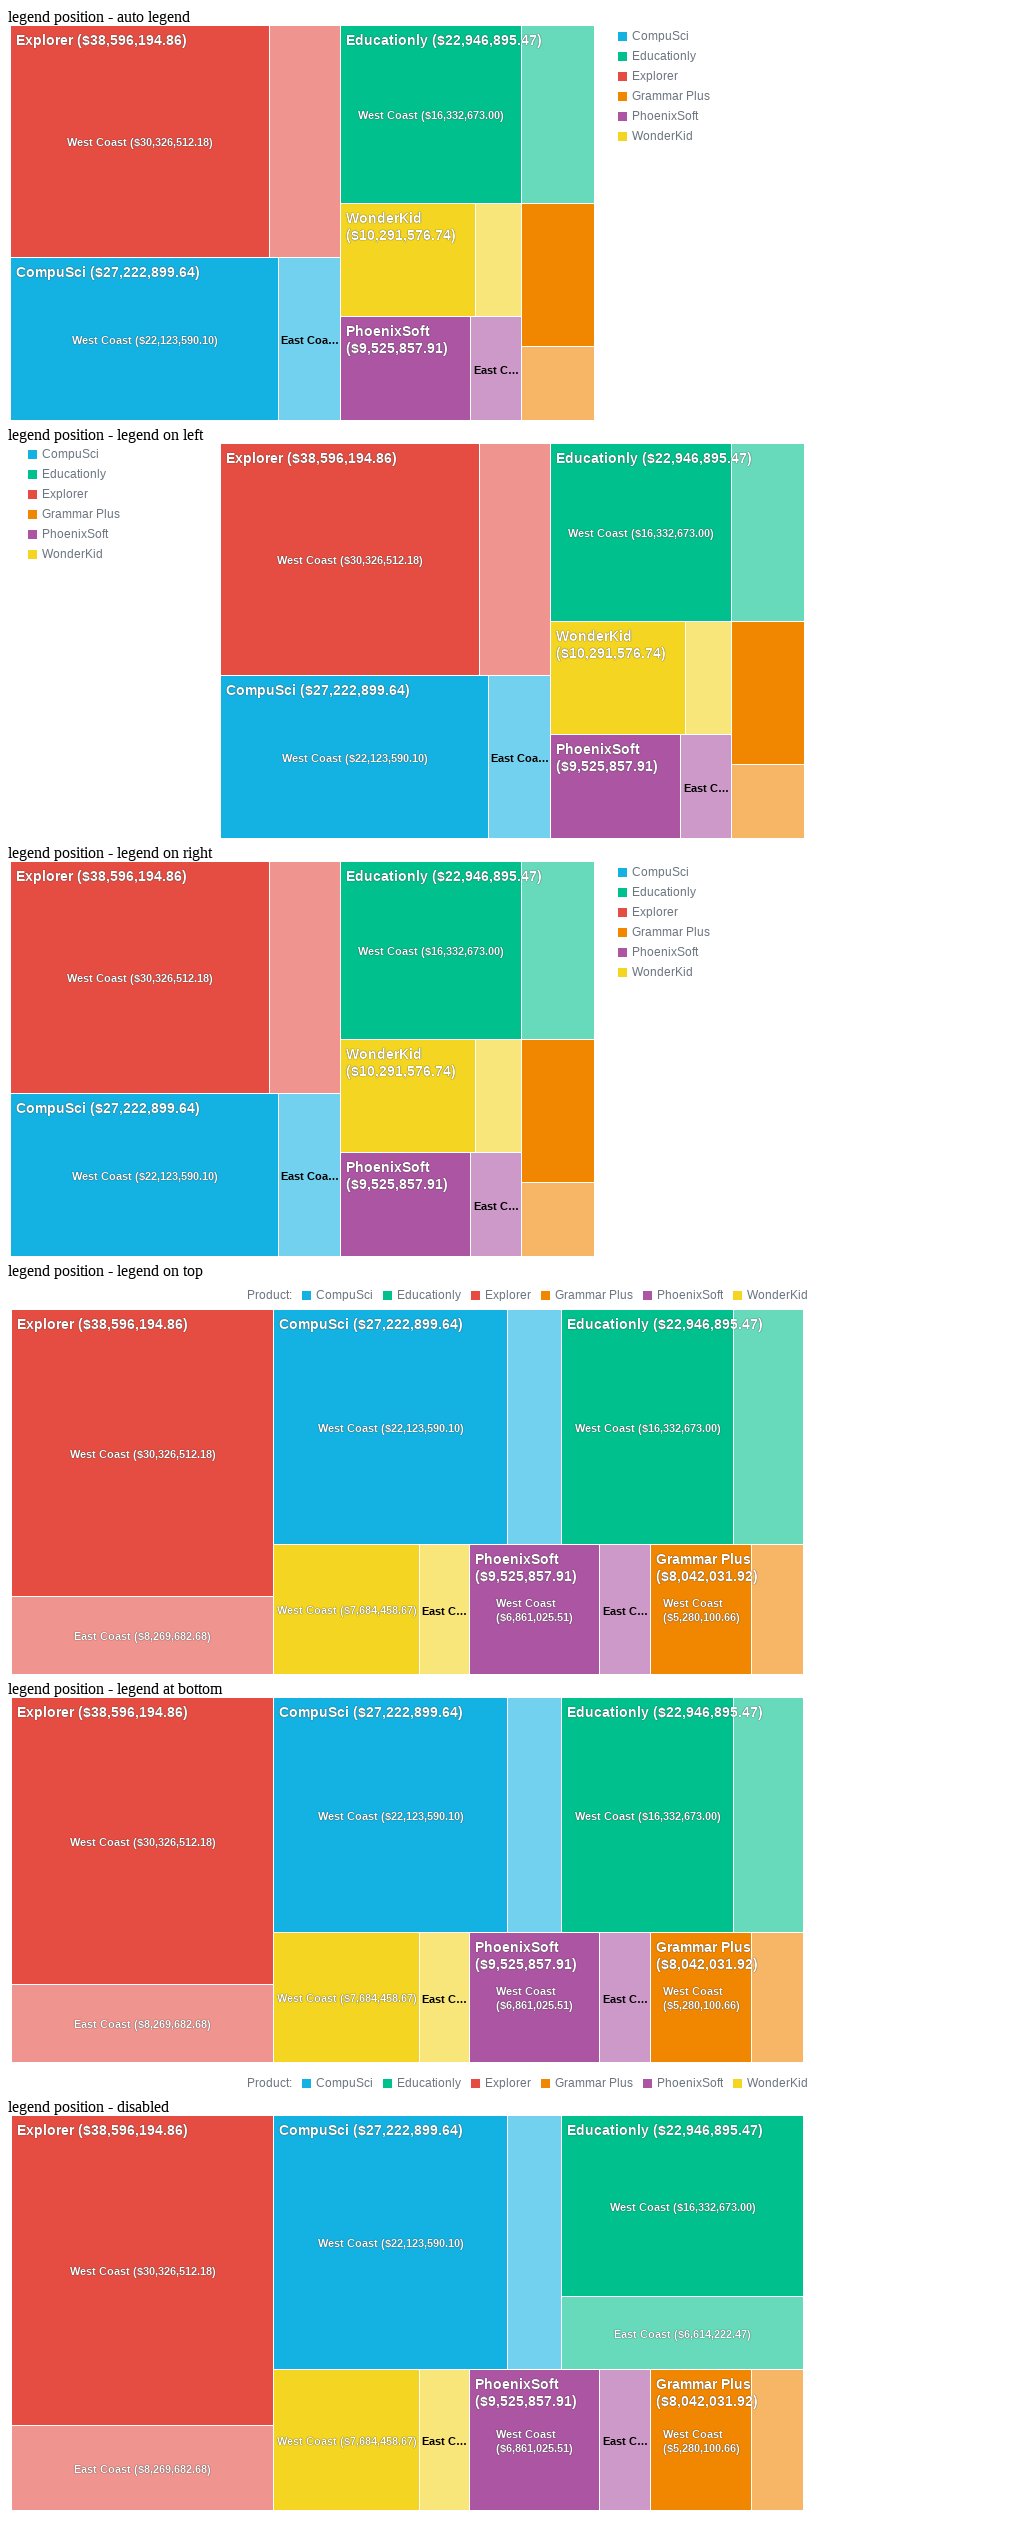 legend position - auto legend
Explorer ($38,596,194.86)
Educationly ($22,946,895.47)
CompuSci
Educationly
Explorer
Grammar Plus
PhoenixSoft
WonderKid
West Coast ($16,332,673.00)
West Coast ($30,326,512.18)
WonderKid
($10,291,576.74)
CompuSci ($27,222,899.64)
PhoenixSoft
($9,525,857.91)
West Coast ($22,123,590.10)
East Coa...
East C...
legend position - legend on left
CompuSci
Educationly
Explorer
Grammar Plus
PhoenixSoft
WonderKid
Explorer ($38,596,194.86)
Educationly ($22,946,895.47)
West Coast ($16,332,673.00)
West Coast ($30,326,512.18)
WonderKid
($10,291,576.74)
CompuSci ($27,222,899.64)
PhoenixSoft
($9,525,857.91)
West Coast ($22,123,590.10)
East Coa...
East C...
legend position - legend on right
Explorer ($38,596,194.86)
Educationly ($22,946,895.47)
CompuSci
Educationly
Explorer
Grammar Plus
PhoenixSoft
WonderKid
West Coast ($16,332,673.00)
West Coast ($30,326,512.18)
WonderKid
($10,291,576.74)
CompuSci ($27,222,899.64)
PhoenixSoft
($9,525,857.91)
West Coast ($22,123,590.10)
East Coa...
East C...
legend position - legend on top
Product: CompuSci Educationly Explorer Grammar Plus PhoenixSoft WonderKid
Explorer ($38,596,194.86)
CompuSci ($27,222,899.64)
Educationly ($22,946,895.47)
West Coast ($30,326,512.18)
West Coast ($22,123,590.10)
West Coast ($16,332,673.00)
PhoenixSoft
($9,525,857.91)
Grammar Plus
($8,042,031.92)
East Coast ($8,269,682.68)
West Coast ($7,684,458.67)
East C...
West Coast
($6,861,025.51)
East C...
West Coast
($5,280,100.66)
legend position - legend at bottom
Explorer ($38,596,194.86)
CompuSci ($27,222,899.64)
Educationly ($22,946,895.47)
West Coast ($30,326,512.18)
West Coast ($22,123,590.10)
West Coast ($16,332,673.00)
PhoenixSoft
($9,525,857.91)
Grammar Plus
($8,042,031.92)
East Coast ($8,269,682.68)
West Coast ($7,684,458.67)
East C...
West Coast
($6,861,025.51)
East C...
West Coast
($5,280,100.66)
Product: CompuSci Educationly Explorer Grammar Plus PhoenixSoft WonderKid
legend position - disabled
Explorer ($38,596,194.86)
CompuSci ($27,222,899.64)
Educationly ($22,946,895.47)
West Coast ($30,326,512.18)
West Coast ($22,123,590.10)
West Coast ($16,332,673.00)
East Coast ($6,614,222.47)
PhoenixSoft
($9,525,857.91)
Grammar Plus
($8,042,031.92)
East Coast ($8,269,682.68)
West Coast ($7,684,458.67)
East C...
West Coast
($6,861,025.51)
East C...
West Coast
($5,280,100.66)